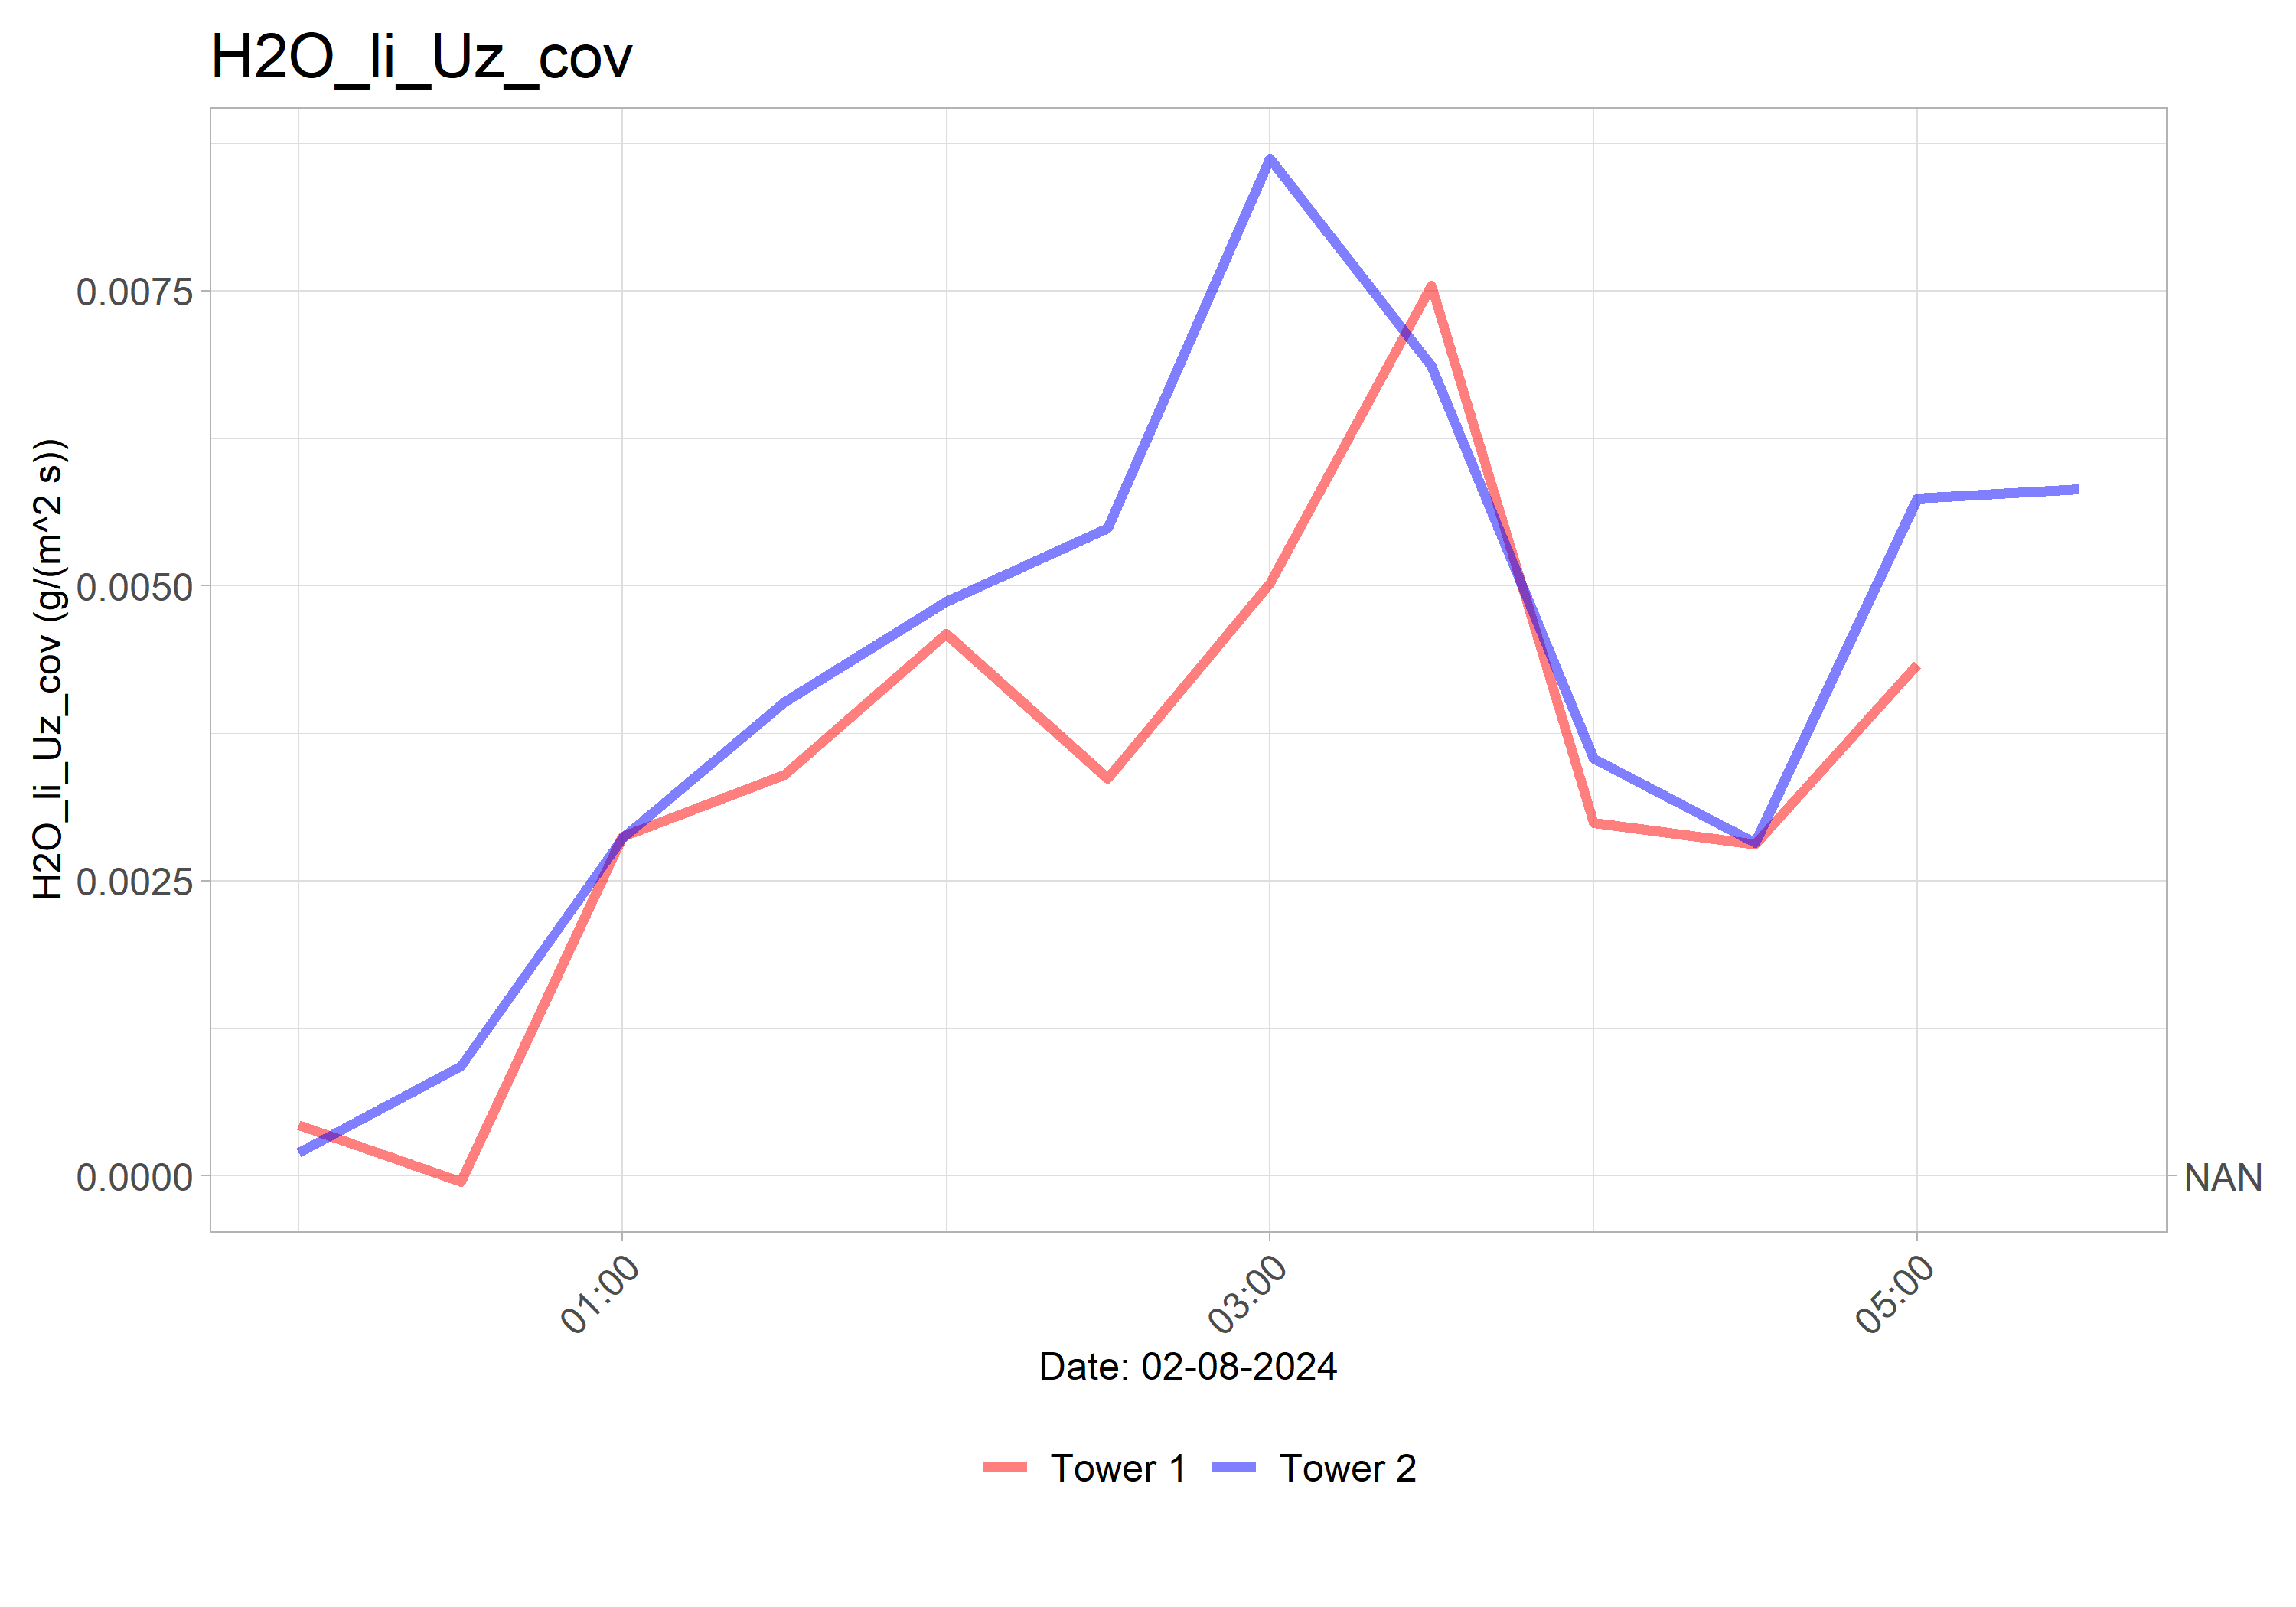 H2O_li_Uz_cov
H2O_li_Uz_cov (g/(m^2 s))
0.0075
0.0050
0.0025
0.0000
NAN
01:00
03:00
05:00
Date: 02-08-2024
Tower 1
Tower 2